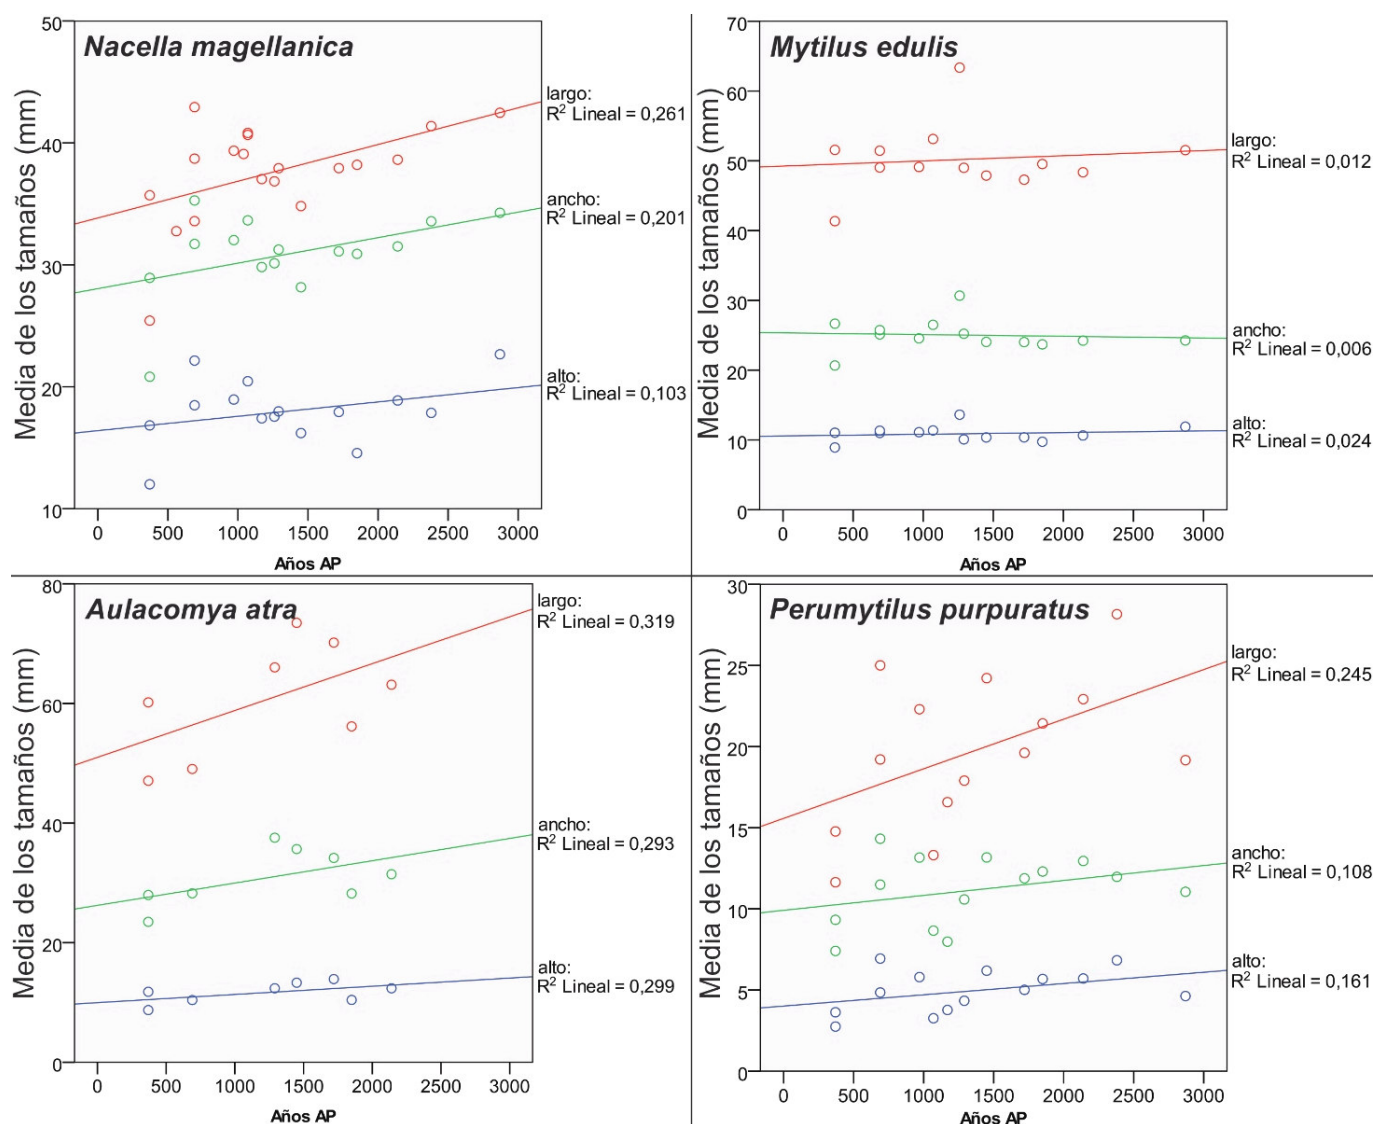 Nacella magellanica
Media de los tamaños (mm)
50
40
30
20
10
0 500 1000 1500 2000 2500 3000
Años AP
largo:
R² Lineal = 0,261
ancho:
R² Lineal = 0,201
alto:
R² Lineal = 0,103
Mytilus edulis
Media de los tamaños (mm)
70
60
50
40
30
20
10
0
0 500 1000 1500 2000 2500 3000
Años AP
largo:
R² Lineal = 0,012
ancho:
R² Lineal = 0,006
alto:
R² Lineal = 0,024
Aulacomya atra
Media de los tamaños (mm)
80
60
40
20
0
0 500 1000 1500 2000 2500 3000
Años AP
largo:
R² Lineal = 0,319
ancho:
R² Lineal = 0,293
alto:
R² Lineal = 0,299
Perumytilus purpuratus
Media de los tamaños (mm)
30
25
20
15
10
5
0
0 500 1000 1500 2000 2500 3000
Años AP
largo:
R² Lineal = 0,245
ancho:
R² Lineal = 0,108
alto:
R² Lineal = 0,161